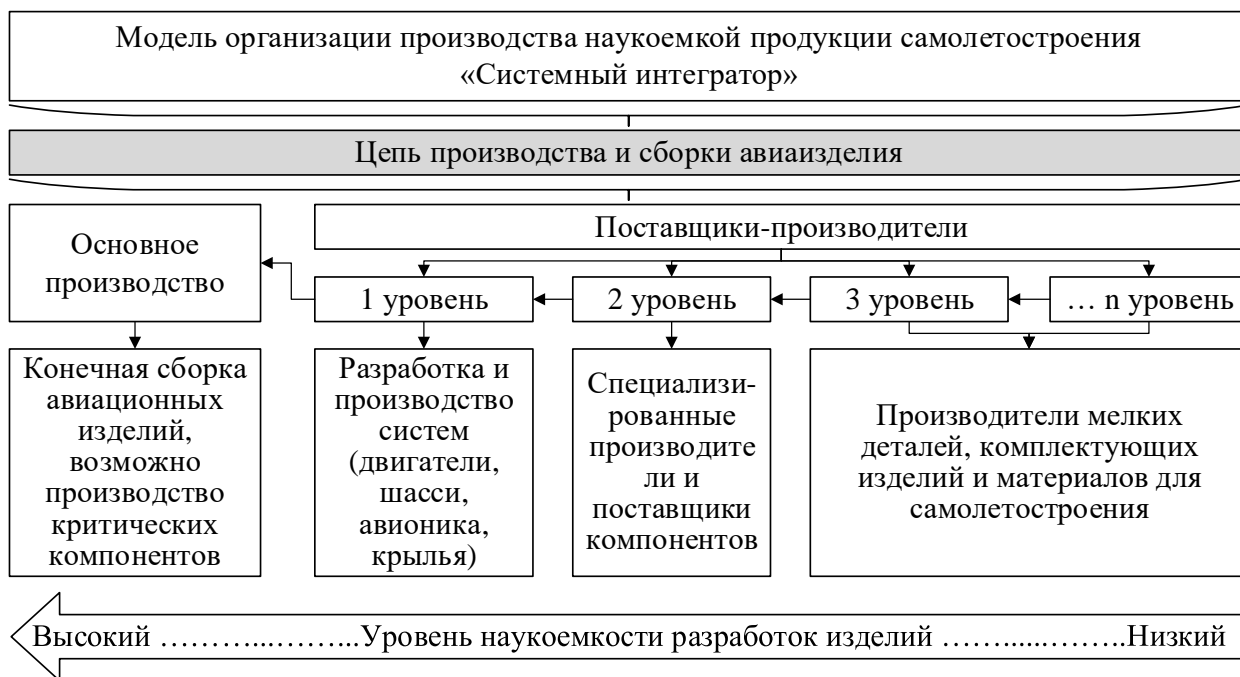 Модель организации производства наукоемкой продукции самолетостроения
«Системный интегратор»
Цепь производства и сборки авиаизделия
Основное
производство
Поставщики-производители
1 уровень
2 уровень
3 уровень
… n уровень
Конечная сборка
авиационных
изделий,
возможно
производство
критических
компонентов
Разработка и
производство
систем
(двигатели,
шасси,
авионика,
крылья)
Специализи-
рованные
производите
ли и
поставщики
компонентов
Производители мелких
деталей, комплектующих
изделий и материалов для
самолетостроения
Высокий ………...………..Уровень наукоемкости разработок изделий …….....……..Низкий